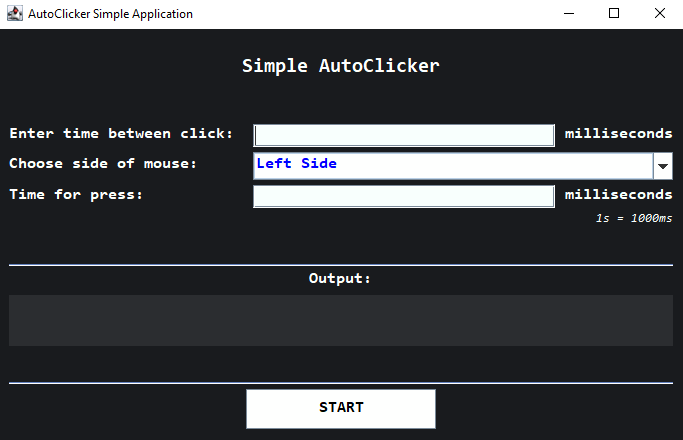 AutoClicker Simple Application
Simple AutoClicker
Enter time between click: milliseconds
Choose side of mouse: Left Side
Time for press: milliseconds
1s = 1000ms
Output:
START